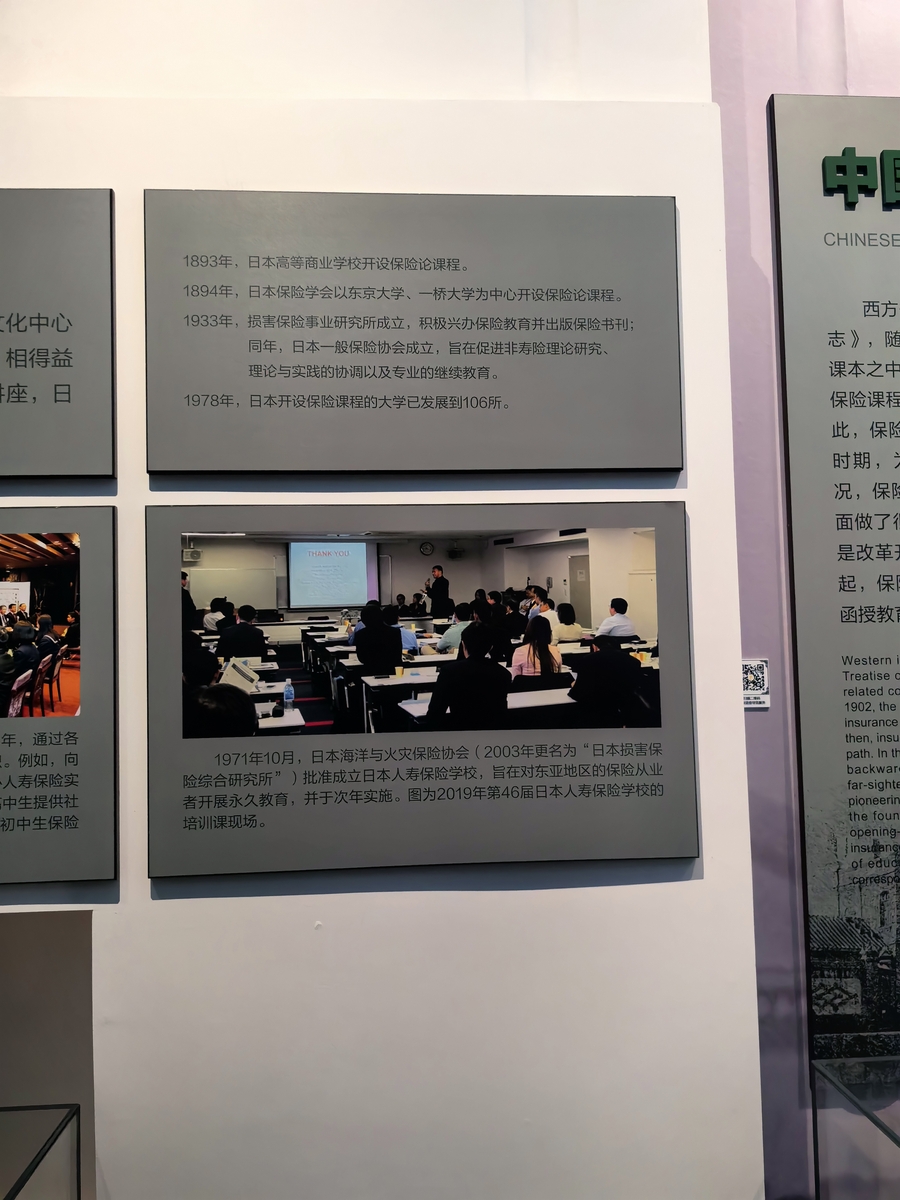 文化中心
相得益
讲座，日
年，通过各
。例如，向
人寿保险实
高中生提供社
初中生保险
1893年，日本高等商业学校开设保险论课程。
1894年，日本保险学会以东京大学、一桥大学为中心开设保险论课程。
1933年，损害保险事业研究所成立，积极兴办保险教育并出版保险书刊；
同年，日本一般保险协会成立，旨在促进非寿险理论研究、
理论与实践的协调以及专业的继续教育。
1978年，日本开设保险课程的大学已发展到106所。
THANK YOU
1971年10月，日本海洋与火灾保险协会（2003年更名为“日本损害保
险综合研究所”）批准成立日本人寿保险学校，旨在对东亚地区的保险从业
者开展永久教育，并于次年实施。图为2019年第46届日本人寿保险学校的
培训课现场。
中国
CHINESE
西方
志》，随
课本之中
保险课程
此，保险
时期，为
况，保险
面做了很
是改革开
起，保险
函授教育
Western i
Treatise o
related co
1902, the
insurance
then, insu
path. In th
backward
far-sighte
pioneering
the foun
opening-
insurance
of educ
correspo